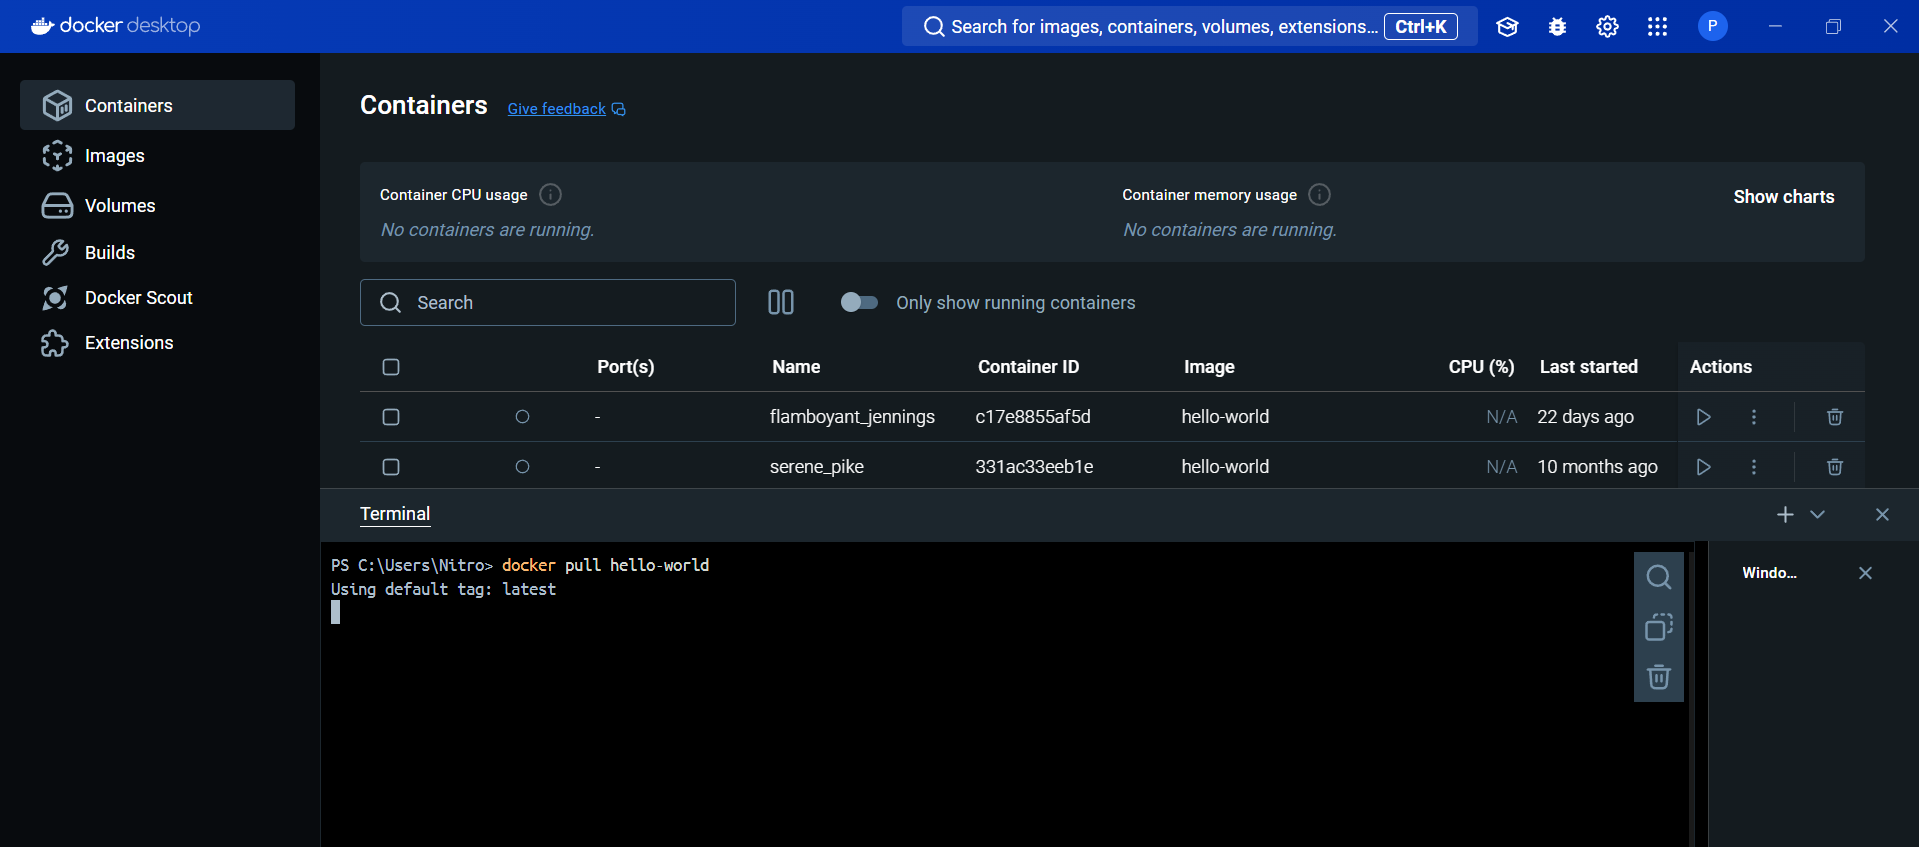 docker desktop
Search for images, containers, volumes, extensions... Ctrl+K
P
Containers
Images
Volumes
Builds
Docker Scout
Extensions
Containers Give feedback
Container CPU usage
No containers are running.
Container memory usage
No containers are running.
Show charts
Search
Only show running containers
Port(s) Name Container ID Image CPU (%) Last started Actions
- flamboyant_jennings c17e8855af5d hello-world N/A 22 days ago
- serene_pike 331ac33eeb1e hello-world N/A 10 months ago
Terminal
PS C:\Users\Nitro> docker pull hello-world
Using default tag: latest
Windo...